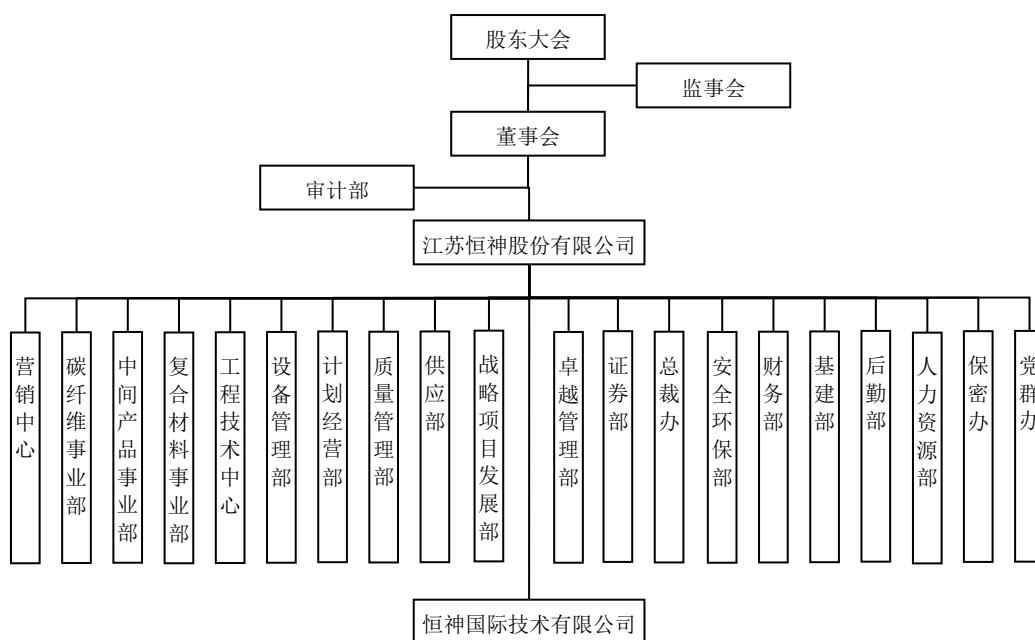 股东大会
监事会
董事会
审计部
江苏恒神股份有限公司
营销中心
碳纤维事业部
中间产品事业部
复合材料事业部
工程技术中心
设备管理部
计划经营部
质量管理部
供应部
战略项目发展部
卓越管理部
证券部
总裁办
安全环保部
财务部
基建部
后勤部
人力资源部
保密办
党群办
恒神国际技术有限公司